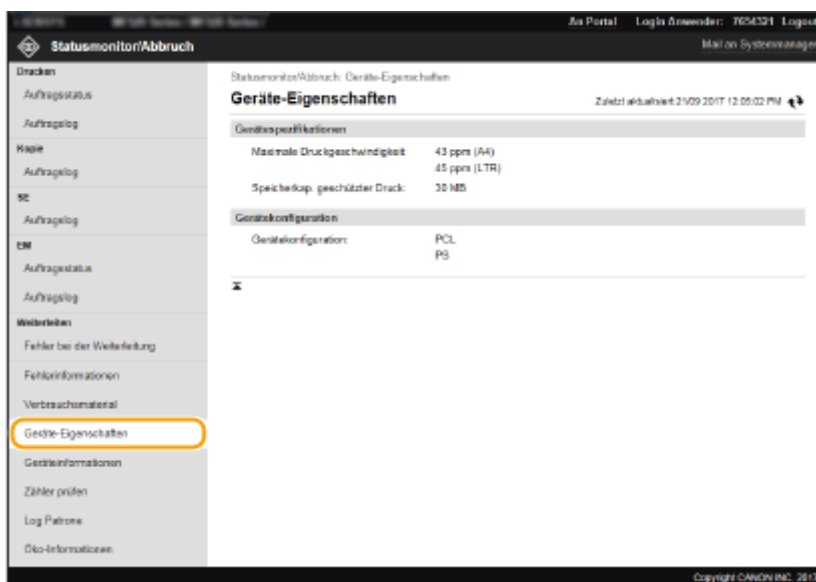 An Portal Login Anwender: 7654321 Logout
Statusmonitor/Abbruch
Mail an Systemmanager
Drucken
Auftragsstatus
Auftragslog
Kopie
Auftragslog
SE
Auftragslog
EM
Auftragsstatus
Auftragslog
Weiterleiten
Fehler bei der Weiterleitung
Fehlerinformationen
Verbrauchsmaterial
Geräte-Eigenschaften
Geräteinformationen
Zähler prüfen
Log Patrone
Öko-Informationen
Statusmonitor/Abbruch: Geräte-Eigenschaften
Geräte-Eigenschaften
Zuletzt aktualisiert:21/09 2017 12:05:02 PM
Gerätespezifikationen
Maximale Druckgeschwindigkeit: 43 ppm (A4)
45 ppm (LTR)
Speicherkap. geschützter Druck: 30 MB
Gerätekonfiguration
Gerätekonfiguration: PCL
PS
Copyright CANON INC. 2017